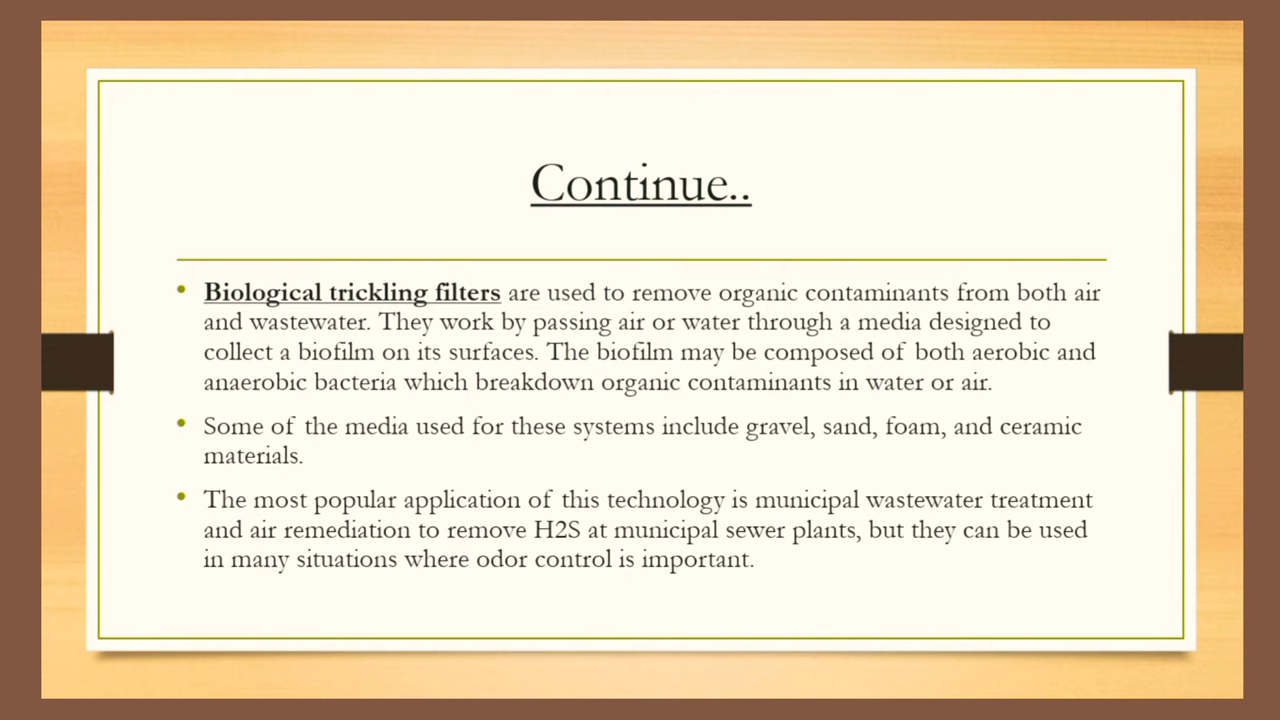 Continue..
• Biological trickling filters are used to remove organic contaminants from both air
and wastewater. They work by passing air or water through a media designed to
collect a biofilm on its surfaces. The biofilm may be composed of both aerobic and
anaerobic bacteria which breakdown organic contaminants in water or air.
• Some of the media used for these systems include gravel, sand, foam, and ceramic
materials.
• The most popular application of this technology is municipal wastewater treatment
and air remediation to remove H2S at municipal sewer plants, but they can be used
in many situations where odor control is important.